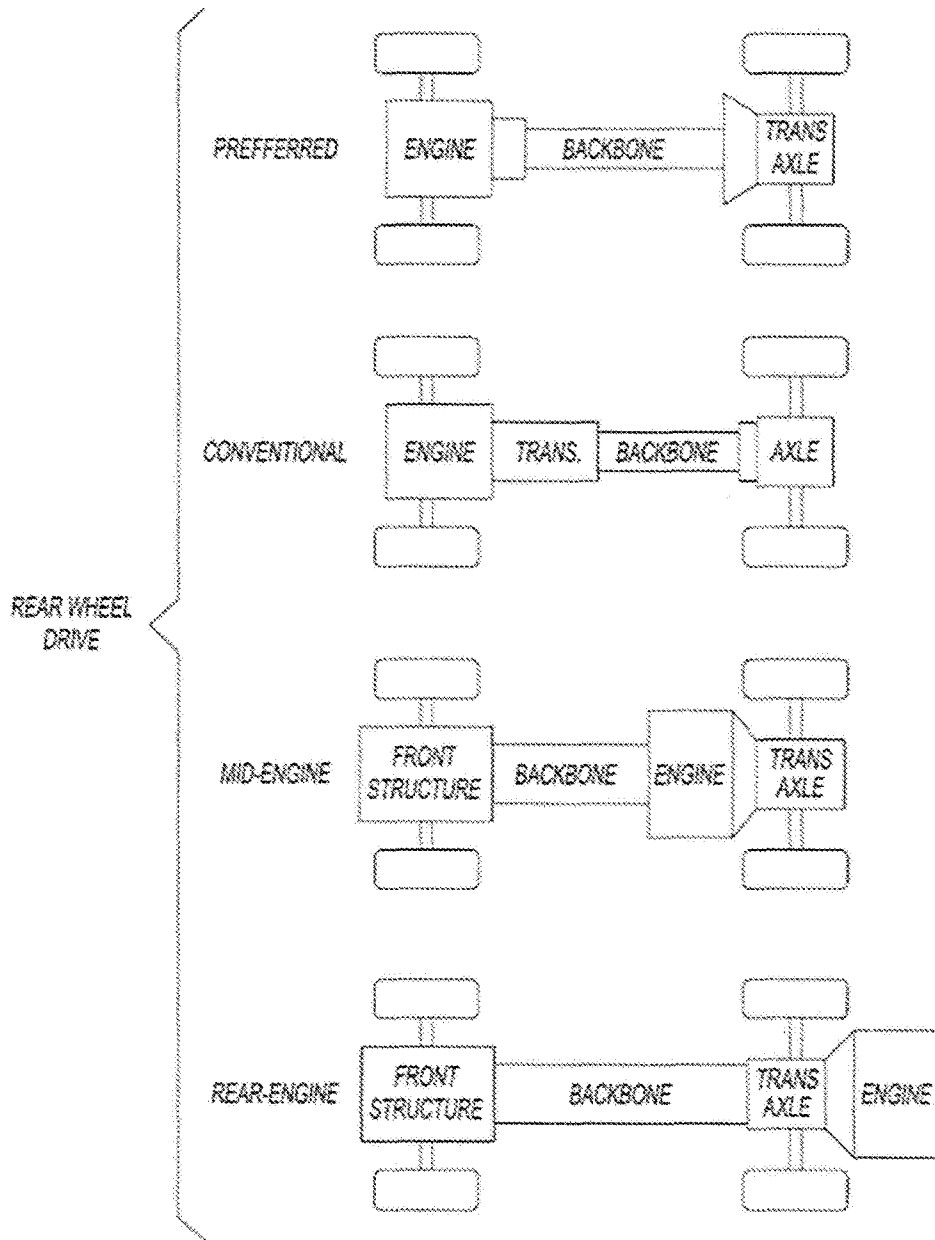 PREFFERRED
ENGINE
BACKBONE
TRANS
AXLE
CONVENTIONAL
ENGINE
TRANS.
BACKBONE
AXLE
REAR WHEEL
DRIVE
MID-ENGINE
FRONT
STRUCTURE
BACKBONE
ENGINE
TRANS
AXLE
REAR-ENGINE
FRONT
STRUCTURE
BACKBONE
TRANS
AXLE
ENGINE